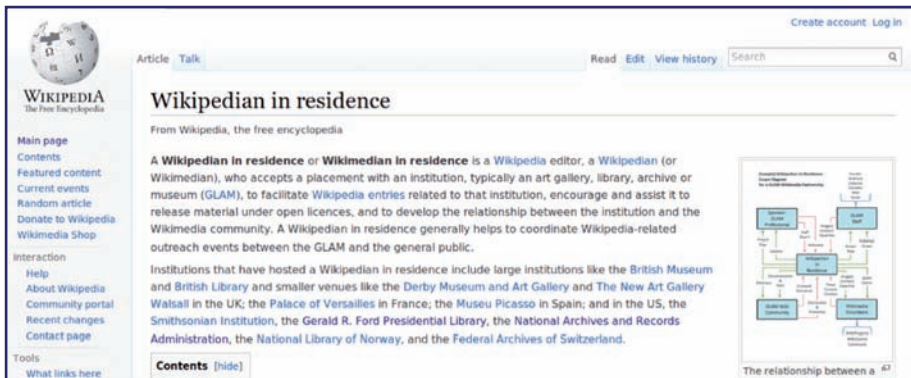 Create account Log in
WIKIPEDIA
The Free Encyclopedia
Article Talk
Read Edit View history
Search
Wikipedian in residence
From Wikipedia, the free encyclopedia
A Wikipedian in residence or Wikimedian in residence is a Wikipedia editor, a Wikipedian (or
Wikimedian), who accepts a placement with an institution, typically an art gallery, library, archive or
museum (GLAM), to facilitate Wikipedia entries related to that institution, encourage and assist it to
release material under open licences, and to develop the relationship between the institution and the
Wikimedia community. A Wikipedian in residence generally helps to coordinate Wikipedia-related
outreach events between the GLAM and the general public.
Institutions that have hosted a Wikipedian in residence include large institutions like the British Museum
and British Library and smaller venues like the Derby Museum and Art Gallery and The New Art Gallery
Walsall in the UK; the Palace of Versailles in France; the Museu Picasso in Spain; and in the US, the
Smithsonian Institution, the Gerald R. Ford Presidential Library, the National Archives and Records
Administration, the National Library of Norway, and the Federal Archives of Switzerland.
Contents [hide]
Main page
Contents
Featured content
Current events
Random article
Donate to Wikipedia
Wikimedia Shop
Interaction
Help
About Wikipedia
Community portal
Recent changes
Contact page
Tools
What links here
The relationship between a